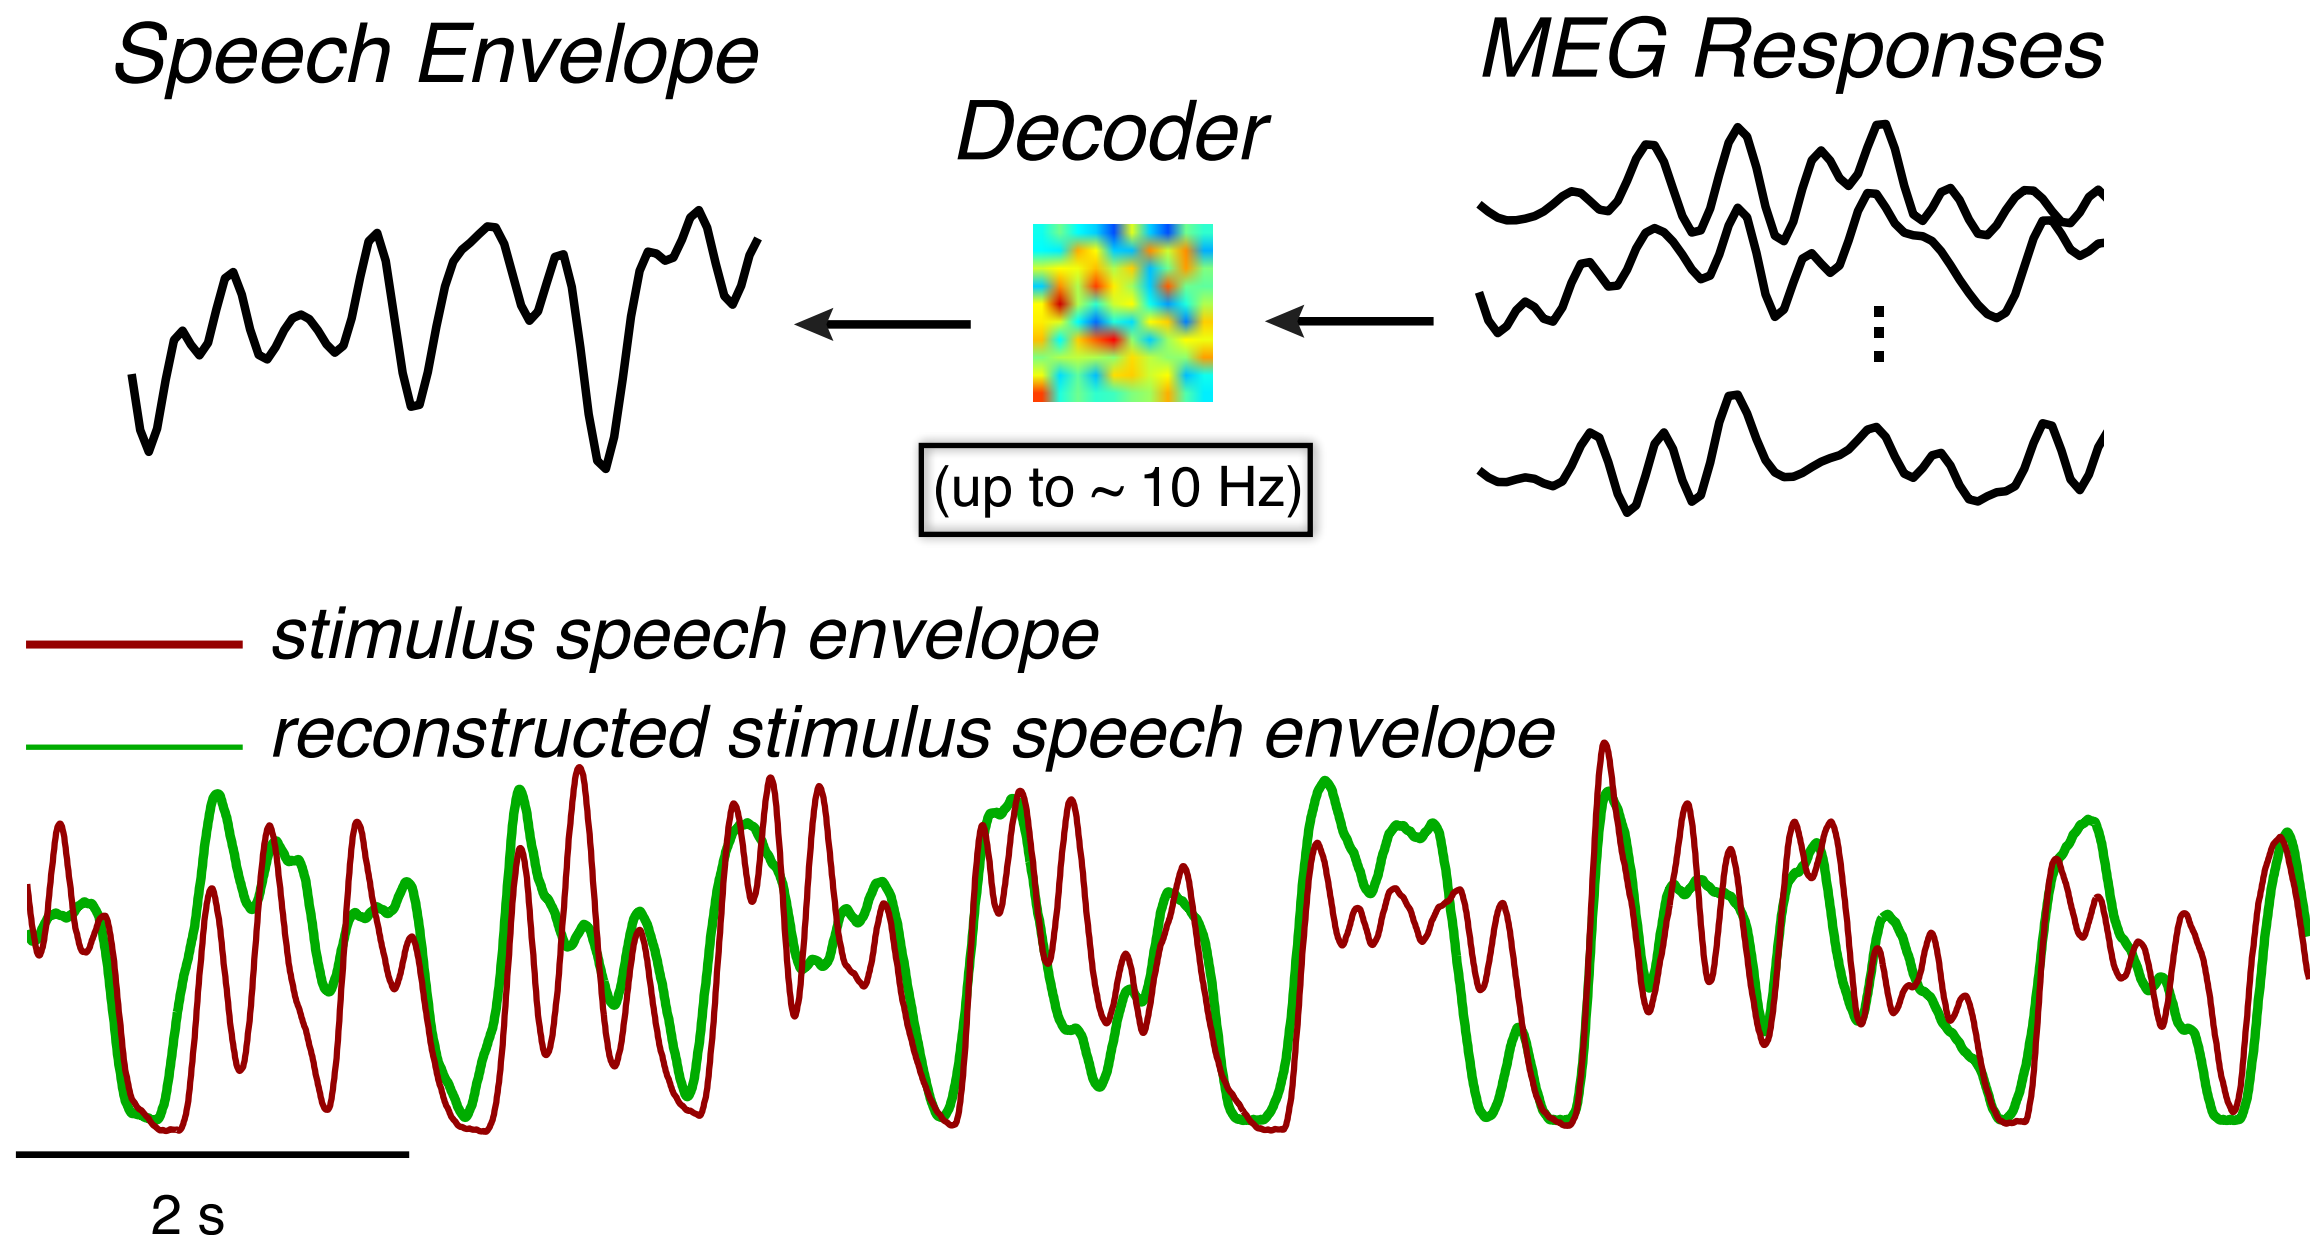 Speech Envelope
MEG Responses
Decoder
(up to ~ 10 Hz)
stimulus speech envelope
reconstructed stimulus speech envelope
2 s